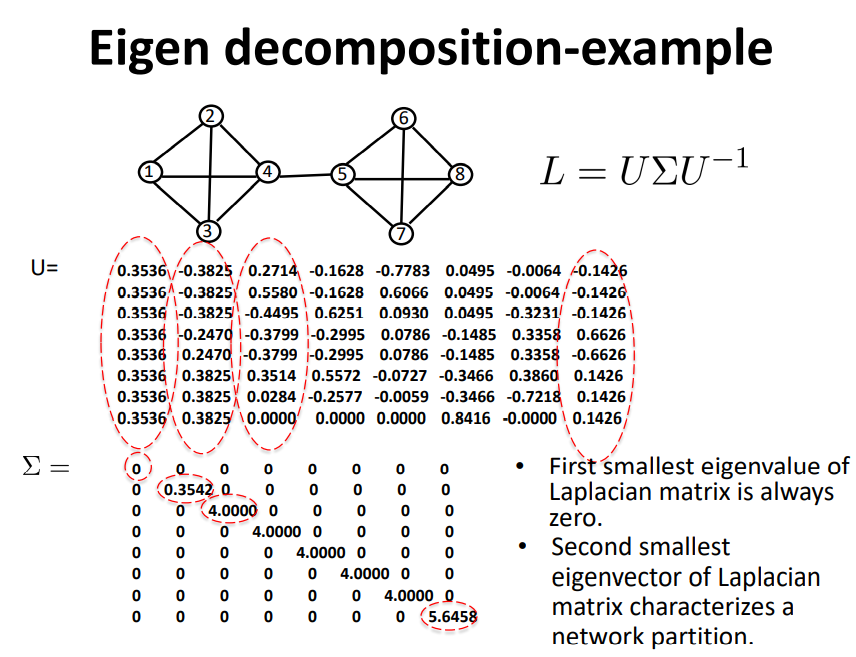 Eigen decomposition-example
2
6
1
4
5
8
3
7
L = UΣU⁻¹
U=
0.3536 -0.3825 0.2714 -0.1628 -0.7783 0.0495 -0.0064 -0.1426
0.3536 -0.3825 0.5580 -0.1628 0.6066 0.0495 -0.0064 -0.1426
0.3536 -0.3825 -0.4495 0.6251 0.0930 0.0495 -0.3231 -0.1426
0.3536 -0.2470 -0.3799 -0.2995 0.0786 -0.1485 0.3358 0.6626
0.3536 0.2470 -0.3799 -0.2995 0.0786 -0.1485 0.3358 -0.6626
0.3536 0.3825 0.3514 0.5572 -0.0727 -0.3466 0.3860 0.1426
0.3536 0.3825 0.0284 -0.2577 -0.0059 -0.3466 -0.7218 0.1426
0.3536 0.3825 0.0000 0.0000 0.0000 0.8416 -0.0000 0.1426
Σ =
0 0 0 0 0 0 0 0
0 0.3542 0 0 0 0 0 0
0 0 4.0000 0 0 0 0 0
0 0 0 4.0000 0 0 0 0
0 0 0 0 4.0000 0 0 0
0 0 0 0 0 4.0000 0 0
0 0 0 0 0 0 4.0000 0
0 0 0 0 0 0 0 5.6458
• First smallest eigenvalue of
Laplacian matrix is always
zero.
• Second smallest
eigenvector of Laplacian
matrix characterizes a
network partition.